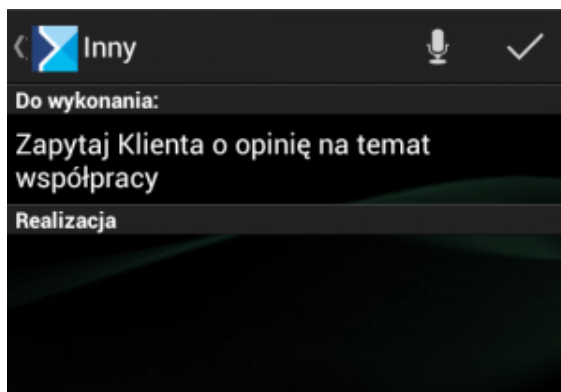 Inny
Do wykonania:
Zapytaj Klienta o opinię na temat
współpracy
Realizacja